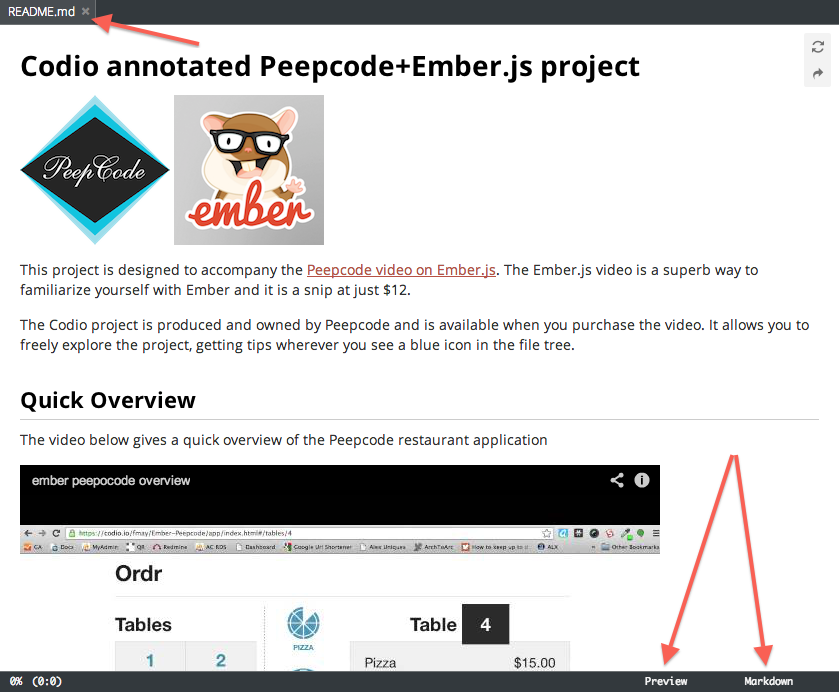 README.md
Codio annotated Peepcode+Ember.js project
PeepCode
ember
This project is designed to accompany the Peepcode video on Ember.js. The Ember.js video is a superb way to
familiarize yourself with Ember and it is a snip at just $12.
The Codio project is produced and owned by Peepcode and is available when you purchase the video. It allows you to
freely explore the project, getting tips wherever you see a blue icon in the file tree.
Quick Overview
The video below gives a quick overview of the Peepcode restaurant application
ember peepocode overview
https://codio.io/fmay/Ember-Peepcode/app/index.html#/tables/4
GA Docs MyAdmin QR Redmine AC RDS Dashboard Google Url Shortener Alex Uniques ArchToArc How to keep up to d ALX » Other Bookmarks
Ordr
Tables
PIZZA
Table 4
1 2
Pizza $15.00
0% (0:0) Preview Markdown